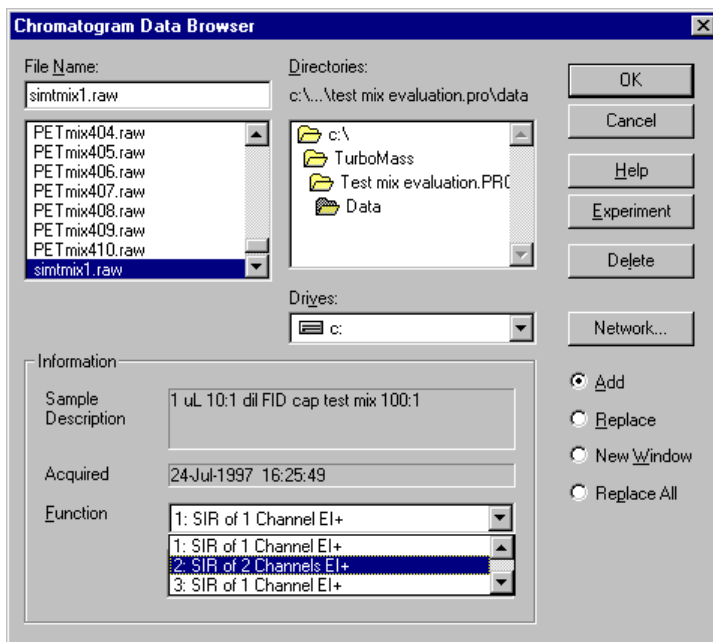 Chromatogram Data Browser
File Name:
simtmix1.raw
PETmix404.raw
PETmix405.raw
PETmix406.raw
PETmix407.raw
PETmix408.raw
PETmix409.raw
PETmix410.raw
simtmix1.raw
Directories:
c:\...\test mix evaluation.pro\data
c:\
TurboMass
Test mix evaluation.PRO
Data
Drives:
c:
OK
Cancel
Help
Experiment
Delete
Network...
Add
Replace
New Window
Replace All
Information
Sample
Description
1 uL 10:1 dil FID cap test mix 100:1
Acquired
24-Jul-1997 16:25:49
Function
1: SIR of 1 Channel EI+
1: SIR of 1 Channel EI+
2: SIR of 2 Channels EI+
3: SIR of 1 Channel EI+